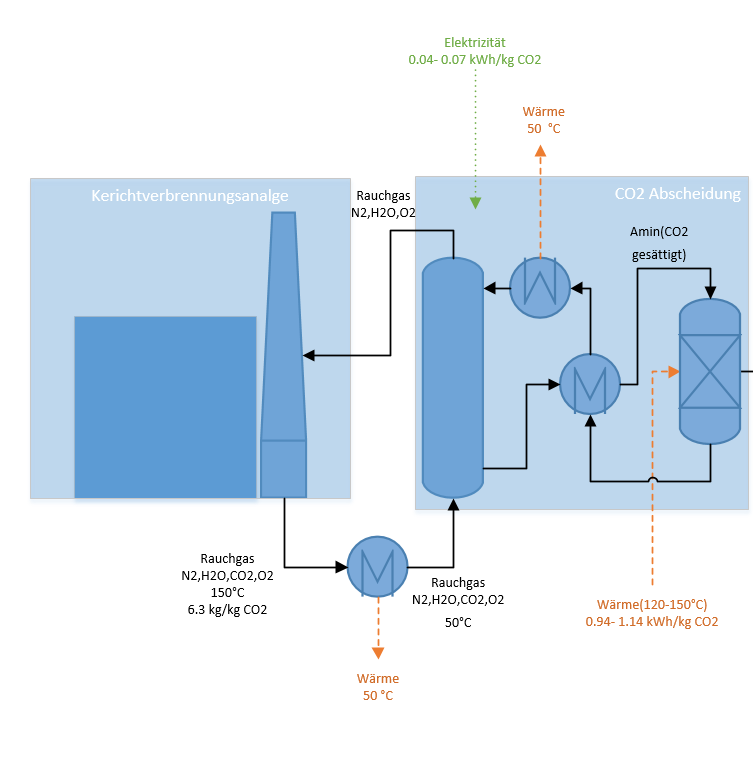 Elektrizität
0.04- 0.07 kWh/kg CO2
Wärme
50 °C
Kerichtverbrennungsanalge
Rauchgas
N2,H2O,O2
CO2 Abscheidung
Amin(CO2
gesättigt)
Rauchgas
N2,H2O,CO2,O2
150°C
6.3 kg/kg CO2
Rauchgas
N2,H2O,CO2,O2
50°C
Wärme(120-150°C)
0.94- 1.14 kWh/kg CO2
Wärme
50 °C